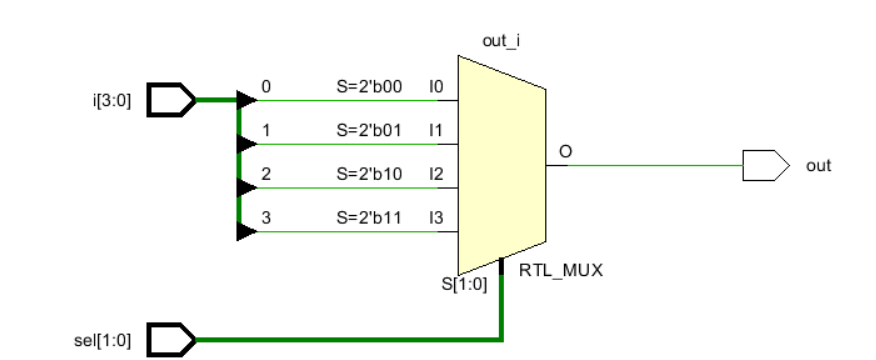 out_i
i[3:0] 0 S=2'b00 I0
1 S=2'b01 I1
O
out
2 S=2'b10 I2
3 S=2'b11 I3
S[1:0] RTL_MUX
sel[1:0]